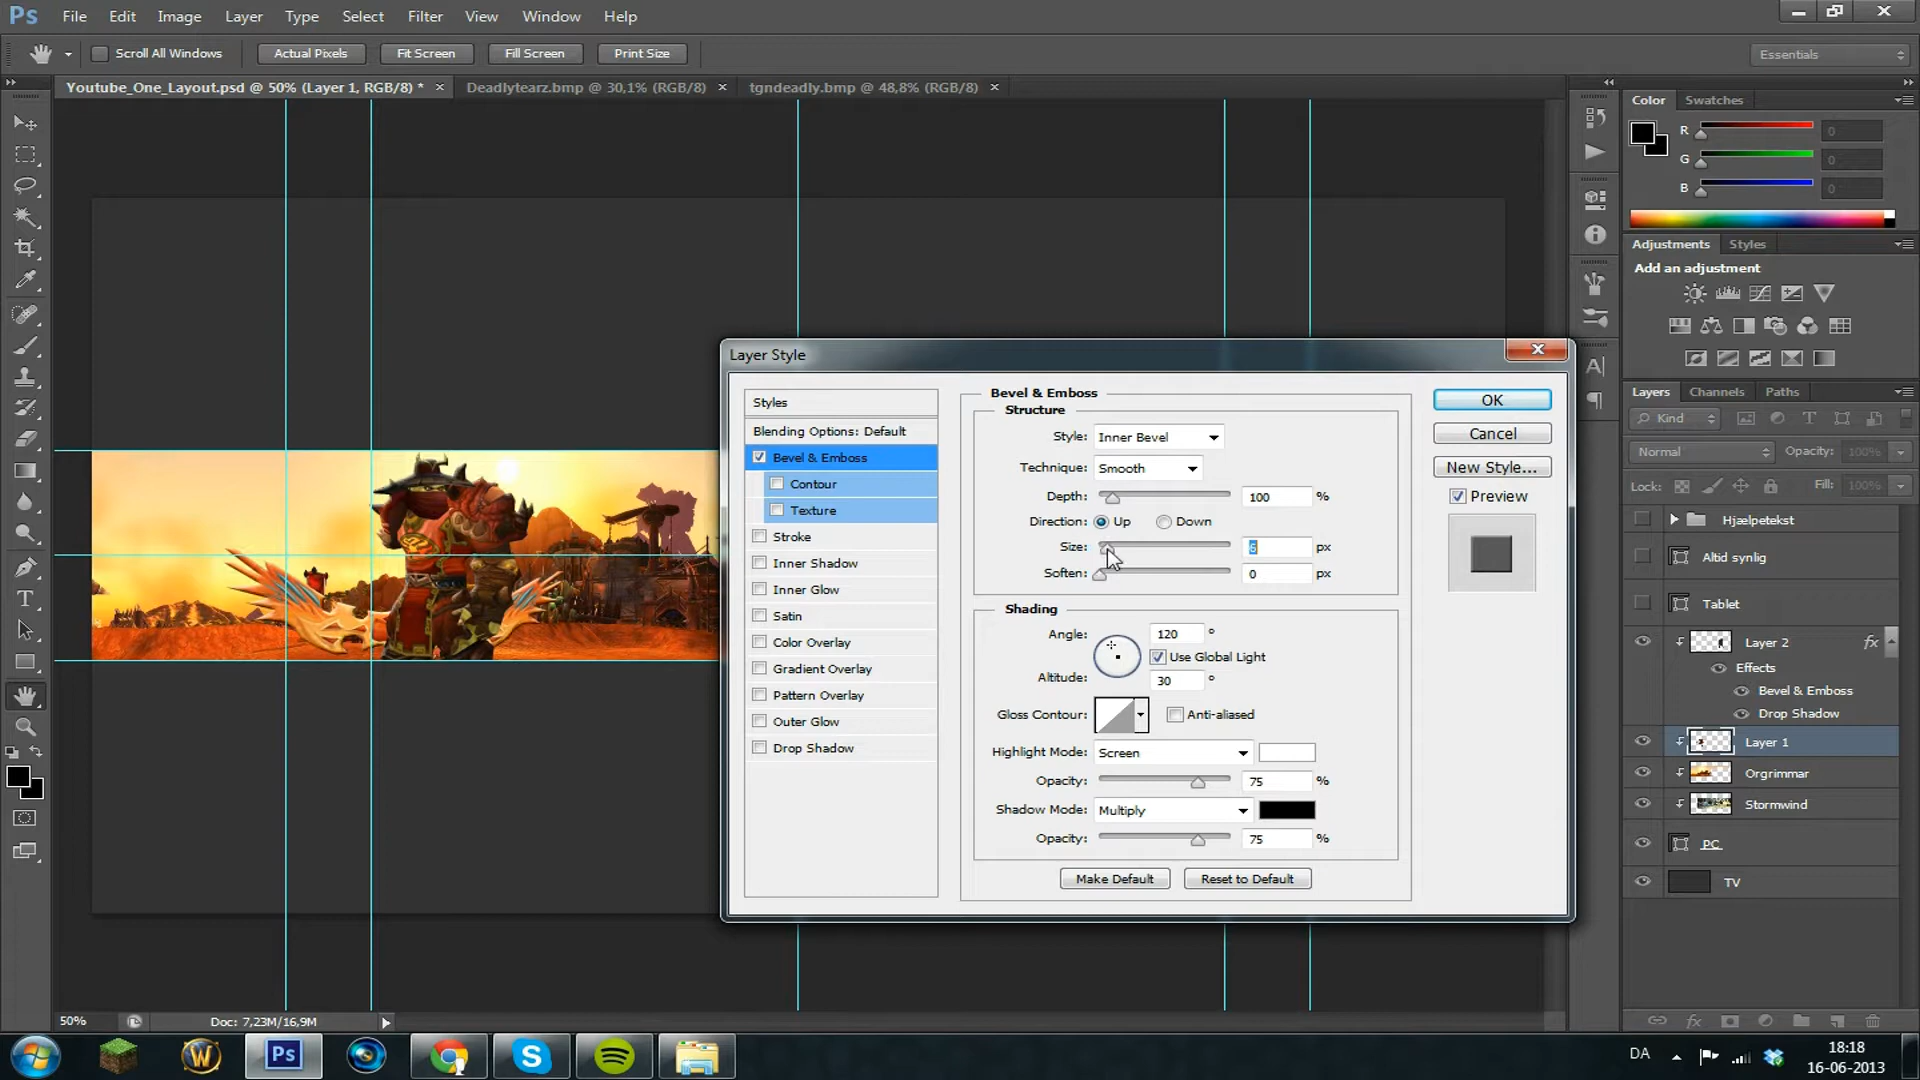 Ps File Edit Image Layer Type Select Filter View Window Help
Scroll All Windows Actual Pixels Fit Screen Fill Screen Print Size Essentials
Youtube_One_Layout.psd @ 50% (Layer 1, RGB/8) * Deadlytearz.bmp @ 30,1% (RGB/8) tgndeadly.bmp @ 48,8% (RGB/8)
Color Swatches
R 0
G 0
B 0
Adjustments Styles
Add an adjustment
Layers Channels Paths
Kind
Normal Opacity: 100%
Lock: Fill: 100%
Hjælpetekst
Altid synlig
Tablet
Layer 2 fx
Effects
Bevel & Emboss
Drop Shadow
Layer 1
Orgrimmar
Stormwind
PC
TV
Layer Style
Styles
Blending Options: Default
Bevel & Emboss
Contour
Texture
Stroke
Inner Shadow
Inner Glow
Satin
Color Overlay
Gradient Overlay
Pattern Overlay
Outer Glow
Drop Shadow
Bevel & Emboss
Structure
Style: Inner Bevel
Technique: Smooth
Depth: 100 %
Direction: Up Down
Size: 6 px
Soften: 0 px
Shading
Angle: 120 °
Use Global Light
Altitude: 30 °
Gloss Contour: Anti-aliased
Highlight Mode: Screen
Opacity: 75 %
Shadow Mode: Multiply
Opacity: 75 %
Make Default Reset to Default
OK
Cancel
New Style...
Preview
50% Doc: 7,23M/16,9M
DA 18:18
16-06-2013